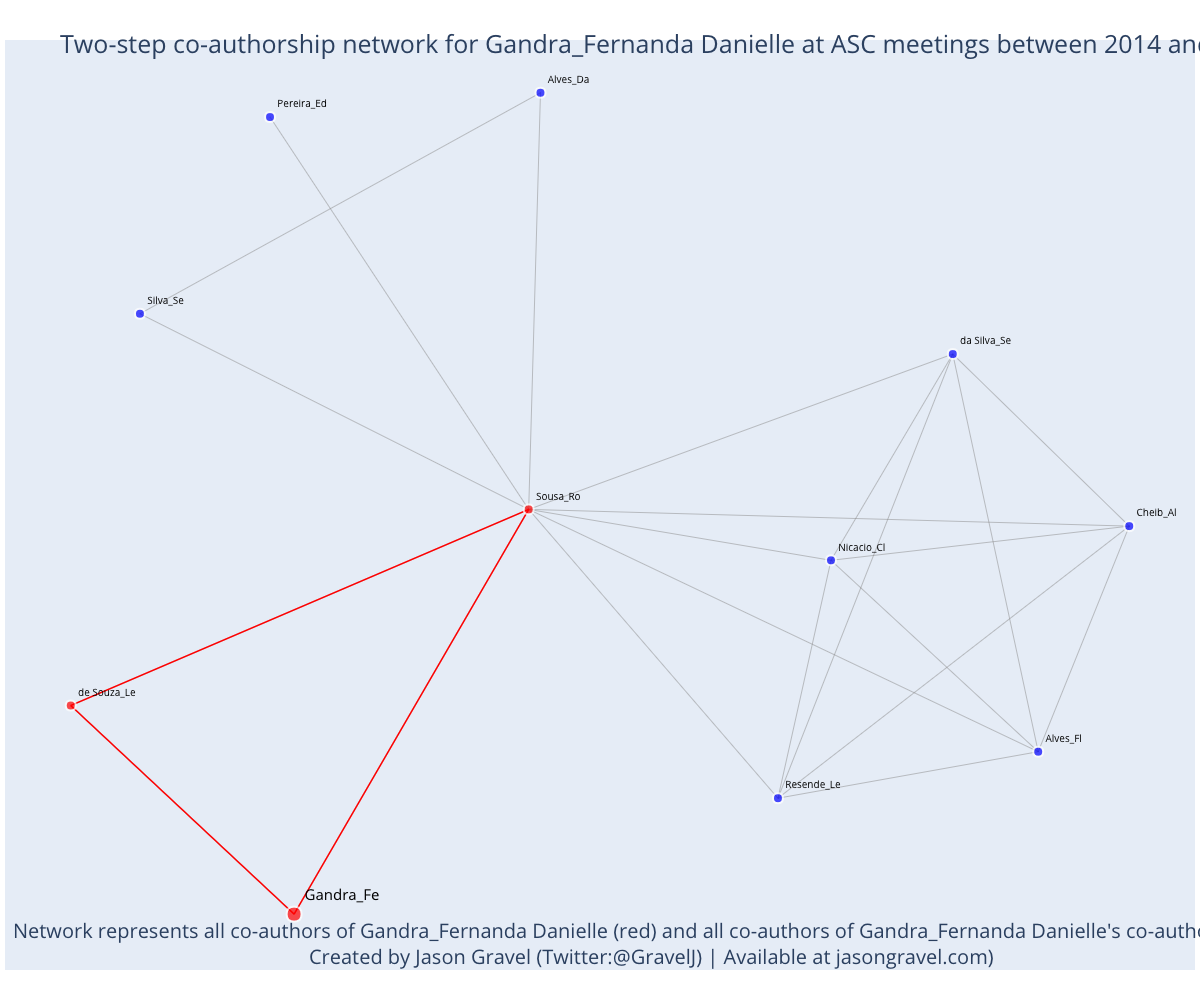 Two-step co-authorship network for Gandra_Fernanda Danielle at ASC meetings between 2014 and
Alves_Da
Pereira_Ed
Silva_Se
da Silva_Se
Sousa_Ro
Cheib_Al
Nicacio_Cl
de Souza_Le
Alves_Fl
Resende_Le
Gandra_Fe
Network represents all co-authors of Gandra_Fernanda Danielle (red) and all co-authors of Gandra_Fernanda Danielle's
Created by Jason Gravel (Twitter:@GravelJ) | Available at jasongravel.com)